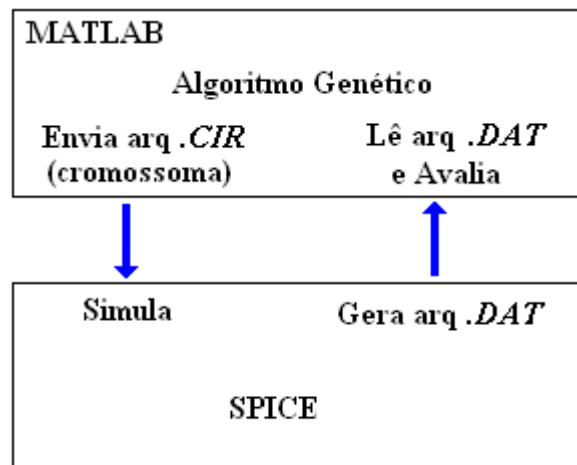 MATLAB
Algoritmo Genético
Envia arq .CIR
(cromossoma)
Lê arq .DAT
e Avalia
Simula
Gera arq .DAT
SPICE